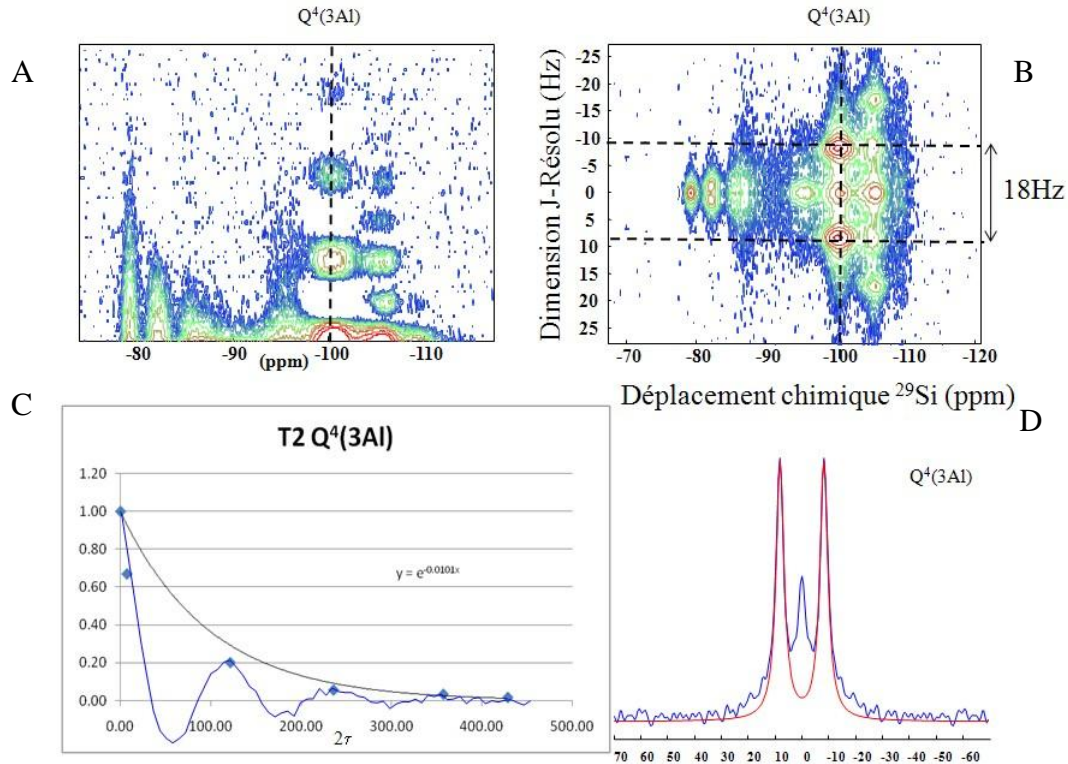 Q⁴(3Al)
A
-80
-90
-100
-110
(ppm)
Q⁴(3Al)
B
Dimension J-Résolu (Hz)
-25
-20
-15
-10
-5
0
5
10
15
20
25
18Hz
-70
-80
-90
-100
-110
-120
Déplacement chimique ²⁹Si (ppm)
C
T2 Q⁴(3Al)
1.20
1.00
0.80
0.60
0.40
0.20
0.00
y = e^-0.0101x
0.00 100.00 200.00 300.00 400.00 500.00
2τ
D
Q⁴(3Al)
70 60 50 40 30 20 10 0 -10 -20 -30 -40 -50 -60